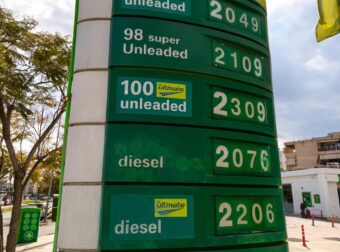 unleaded 2049
98 super
Unleaded 2109
100 ultimate
unleaded 2309
diesel 2076
ultimate
diesel 2206